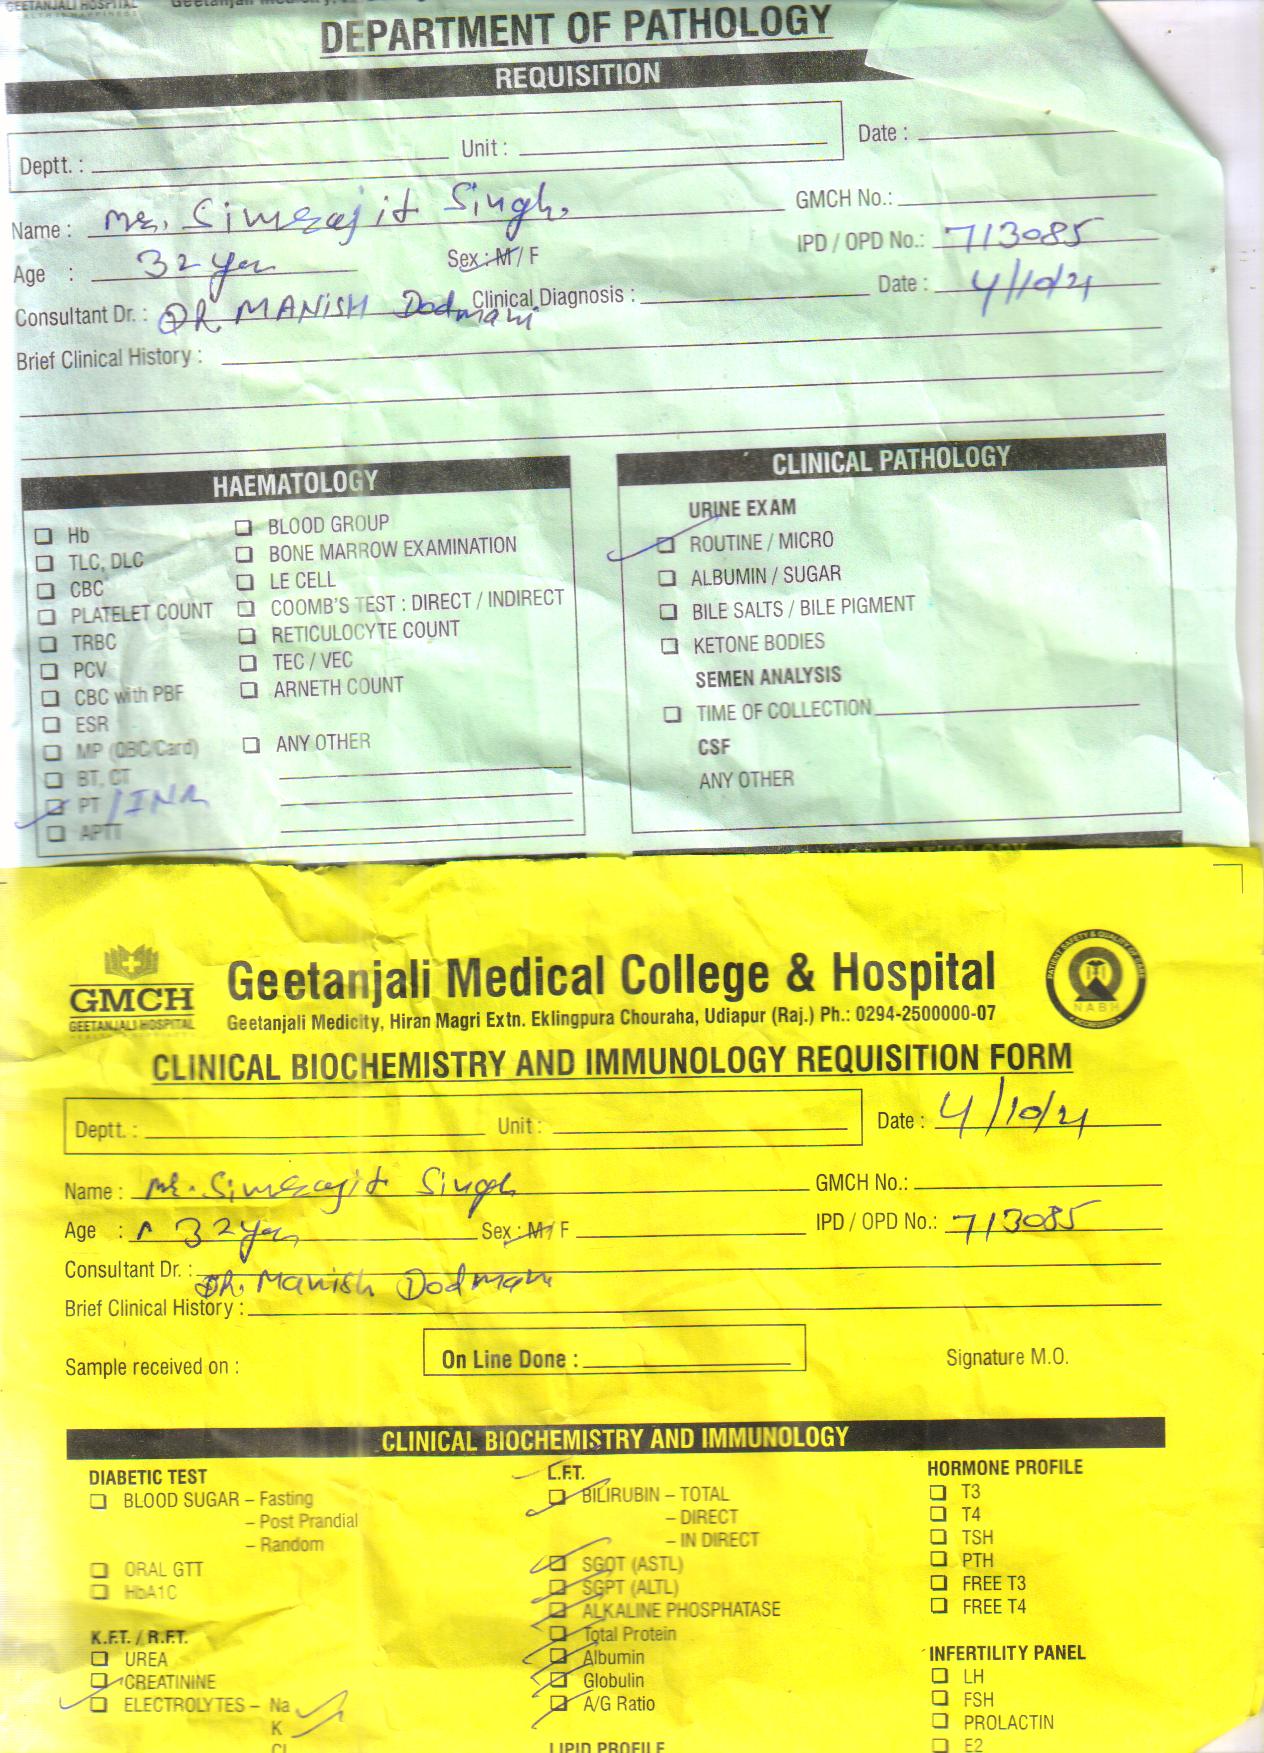 GEETANJALI HOSPITAL
DEPARTMENT OF PATHOLOGY
REQUISITION
Deptt. : Unit : Date :
Name : Mr. Simerajit Singh. GMCH No.:
Age : 32 yer Sex : M / F IPD / OPD No.: 713085
Consultant Dr. : DR. MANISH Dodmani Clinical Diagnosis : Date : 4/10/21
Brief Clinical History :
HAEMATOLOGY
Hb
TLC, DLC
CBC
PLATELET COUNT
TRBC
PCV
CBC with PBF
ESR
MP (QBC/Card)
BT, CT
PT / INR
APTT
BLOOD GROUP
BONE MARROW EXAMINATION
LE CELL
COOMB'S TEST : DIRECT / INDIRECT
RETICULOCYTE COUNT
TEC / VEC
ARNETH COUNT
ANY OTHER
CLINICAL PATHOLOGY
URINE EXAM
ROUTINE / MICRO
ALBUMIN / SUGAR
BILE SALTS / BILE PIGMENT
KETONE BODIES
SEMEN ANALYSIS
TIME OF COLLECTION
CSF
ANY OTHER
GMCH
GEETANJALI HOSPITAL
Geetanjali Medical College & Hospital
Geetanjali Medicity, Hiran Magri Extn. Eklingpura Chouraha, Udiapur (Raj.) Ph.: 0294-2500000-07
NABH
CLINICAL BIOCHEMISTRY AND IMMUNOLOGY REQUISITION FORM
Deptt. : Unit : Date : 4/10/21
Name : Mr. Simerajit Singh GMCH No.:
Age : 32 yer Sex : M / F IPD / OPD No.: 713085
Consultant Dr. : Dr. Manish Dodmani
Brief Clinical History :
Sample received on : On Line Done : Signature M.O.
CLINICAL BIOCHEMISTRY AND IMMUNOLOGY
DIABETIC TEST
BLOOD SUGAR – Fasting
– Post Prandial
– Random
ORAL GTT
HbA1C
K.F.T. / R.F.T.
UREA
CREATININE
ELECTROLYTES – Na
K
Cl
L.F.T.
BILIRUBIN – TOTAL
– DIRECT
– IN DIRECT
SGOT (ASTL)
SGPT (ALTL)
ALKALINE PHOSPHATASE
Total Protein
Albumin
Globulin
A/G Ratio
LIPID PROFILE
HORMONE PROFILE
T3
T4
TSH
PTH
FREE T3
FREE T4
INFERTILITY PANEL
LH
FSH
PROLACTIN
E2